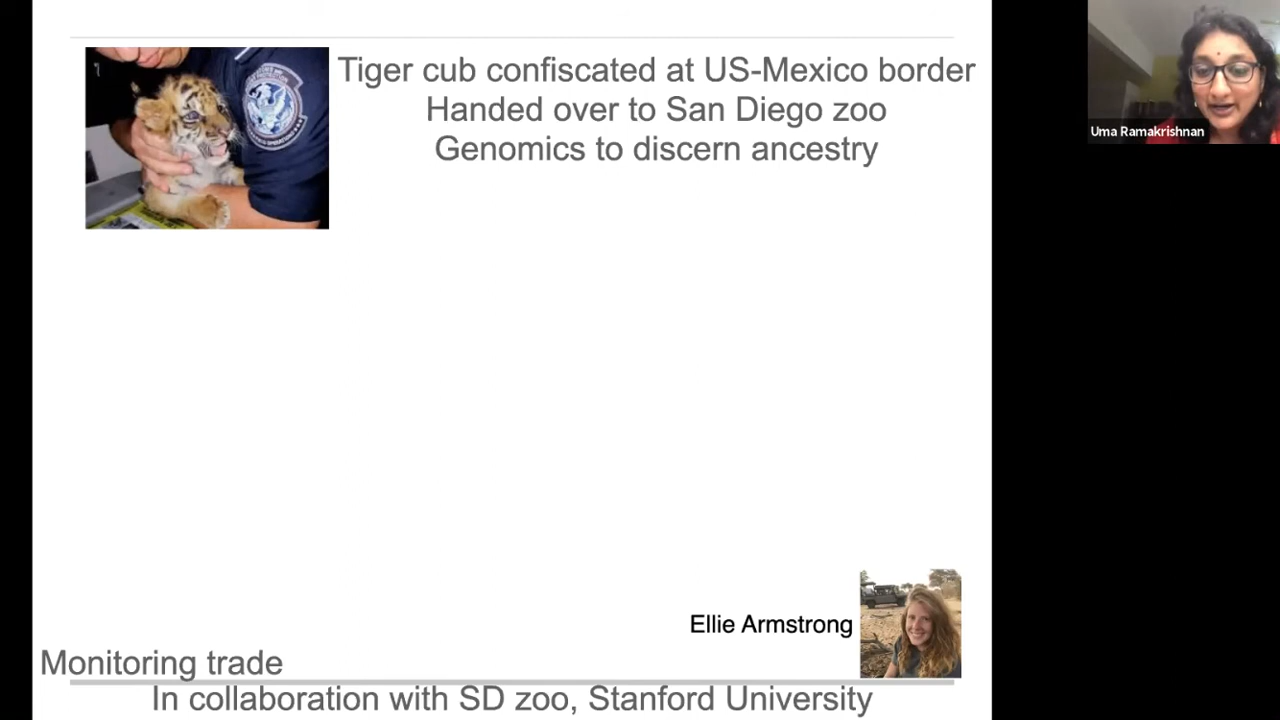 Tiger cub confiscated at US-Mexico border
Handed over to San Diego zoo
Genomics to discern ancestry
Uma Ramakrishnan
Ellie Armstrong
Monitoring trade
In collaboration with SD zoo, Stanford University